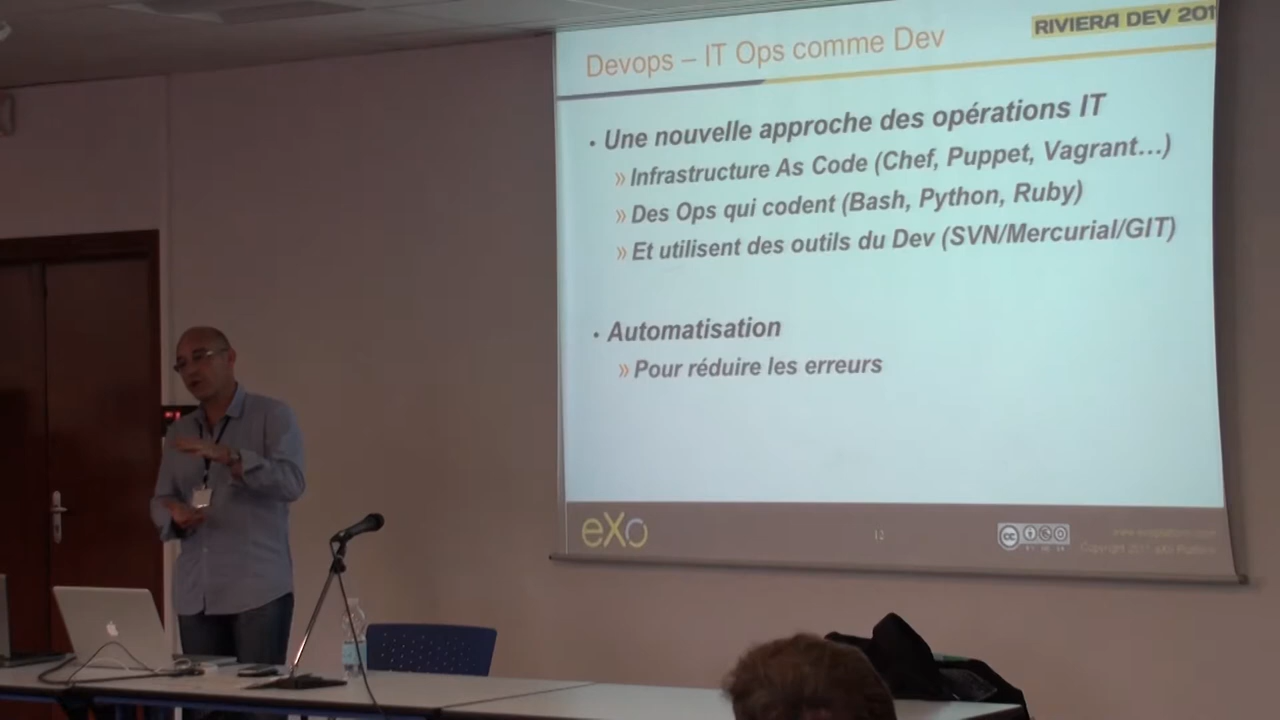 Devops – IT Ops comme Dev
RIVIERA DEV 201
• Une nouvelle approche des opérations IT
» Infrastructure As Code (Chef, Puppet, Vagrant…)
» Des Ops qui codent (Bash, Python, Ruby)
» Et utilisent des outils du Dev (SVN/Mercurial/GIT)
• Automatisation
» Pour réduire les erreurs
eXo
12
cc